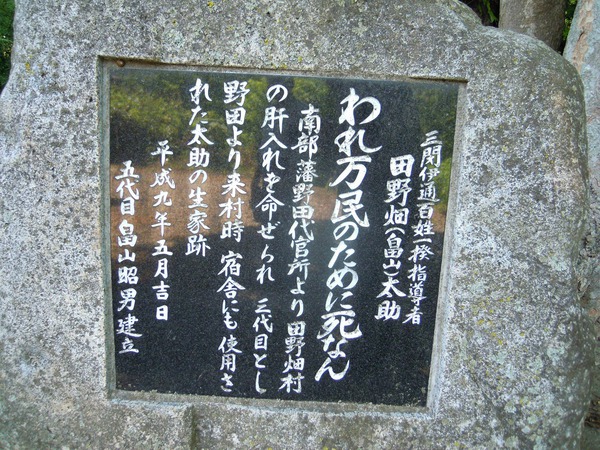 三閉伊通百姓一揆指導者
田野畑(畠山)太助
われ万民のために死なん
南部藩野田代官所より田野畑村
の肝入れを命ぜられ 三代目とし
野田より来村時 宿舎にも使用さ
れた太助の生家跡
平成九年五月吉日
五代目畠山昭男建立